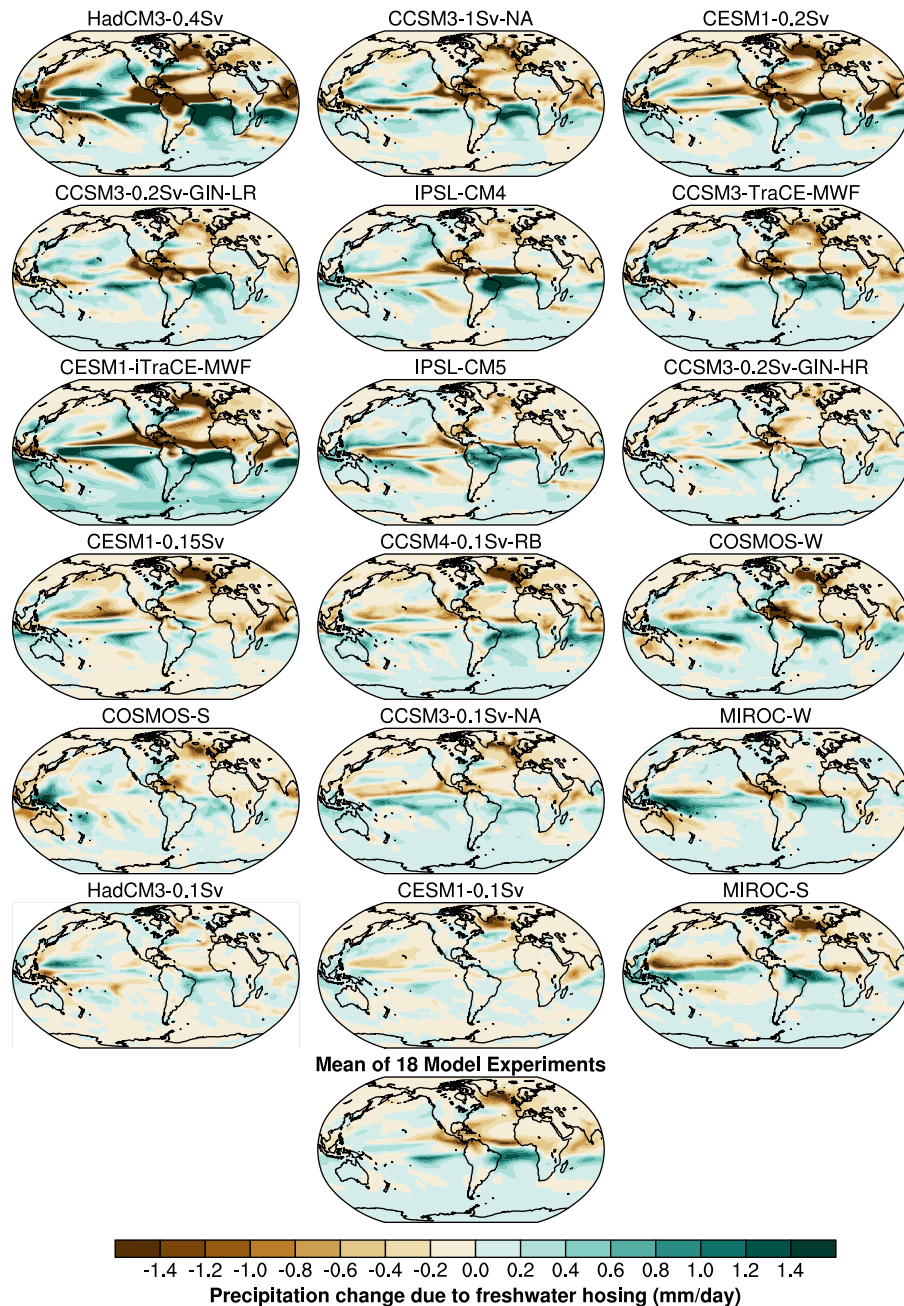 HadCM3-0.4Sv CCSM3-1Sv-NA CESM1-0.2Sv
CCSM3-0.2Sv-GIN-LR IPSL-CM4 CCSM3-TraCE-MWF
CESM1-iTraCE-MWF IPSL-CM5 CCSM3-0.2Sv-GIN-HR
CESM1-0.15Sv CCSM4-0.1Sv-RB COSMOS-W
COSMOS-S CCSM3-0.1Sv-NA MIROC-W
HadCM3-0.1Sv CESM1-0.1Sv MIROC-S
Mean of 18 Model Experiments
-1.4 -1.2 -1.0 -0.8 -0.6 -0.4 -0.2 0.0 0.2 0.4 0.6 0.8 1.0 1.2 1.4
Precipitation change due to freshwater hosing (mm/day)